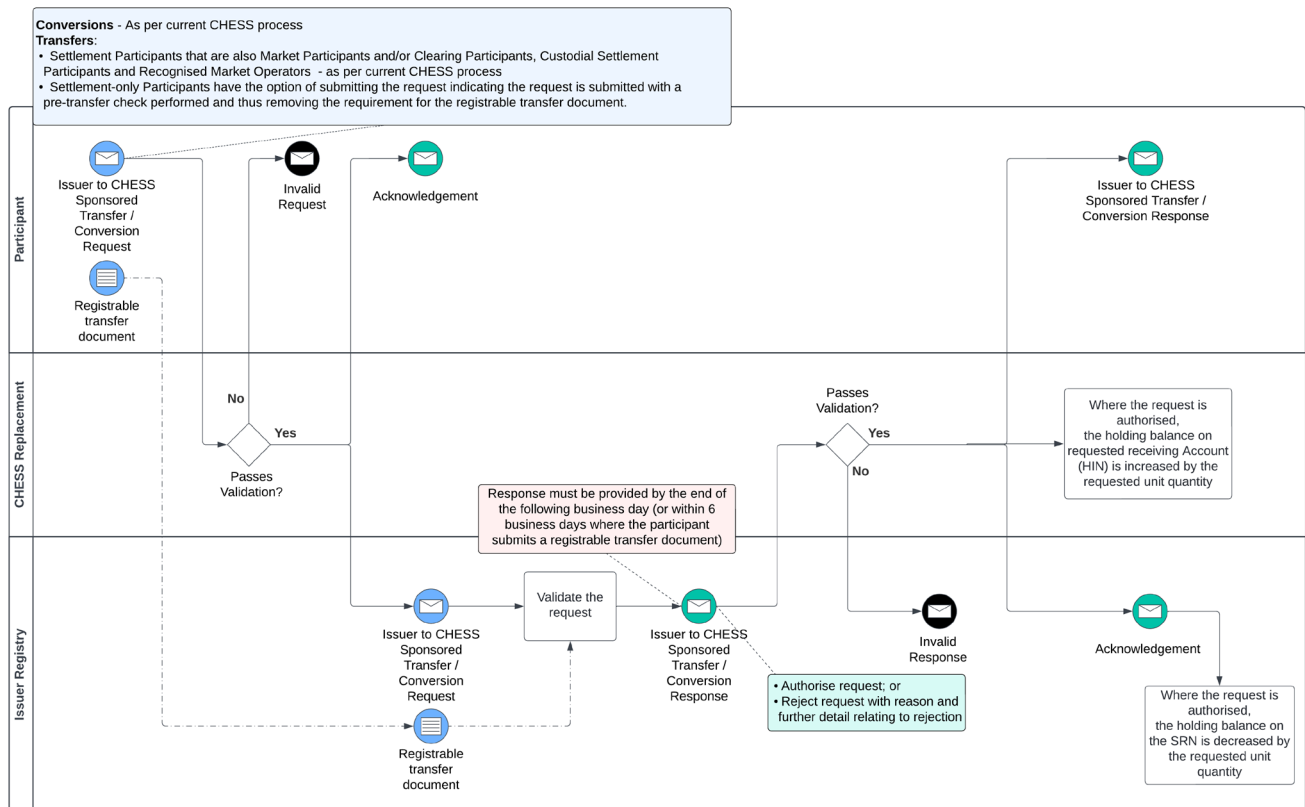 Conversions - As per current CHESS process
Transfers:
• Settlement Participants that are also Market Participants and/or Clearing Participants, Custodial Settlement
Participants and Recognised Market Operators  - as per current CHESS process
• Settlement-only Participants have the option of submitting the request indicating the request is submitted with a
pre-transfer check performed and thus removing the requirement for the registrable transfer document.
Participant
Issuer to CHESS
Sponsored
Transfer /
Conversion
Request
Invalid
Request
Acknowledgement
Issuer to CHESS
Sponsored Transfer /
Conversion Response
Registrable
transfer
document
CHESS Replacement
No
Yes
Passes
Validation?
Passes
Validation?
Yes
No
Where the request is
authorised,
the holding balance on
requested receiving Account
(HIN) is increased by the
requested unit quantity
Response must be provided by the end of
the following business day (or within 6
business days where the participant
submits a registrable transfer document)
Issuer Registry
Issuer to CHESS
Sponsored
Transfer /
Conversion
Request
Validate the
request
Issuer to CHESS
Sponsored
Transfer /
Conversion
Response
Invalid
Response
Acknowledgement
• Authorise request; or
• Reject request with reason and
further detail relating to rejection
Where the request is
authorised,
the holding balance on
the SRN is decreased by
the requested unit
quantity
Registrable
transfer
document